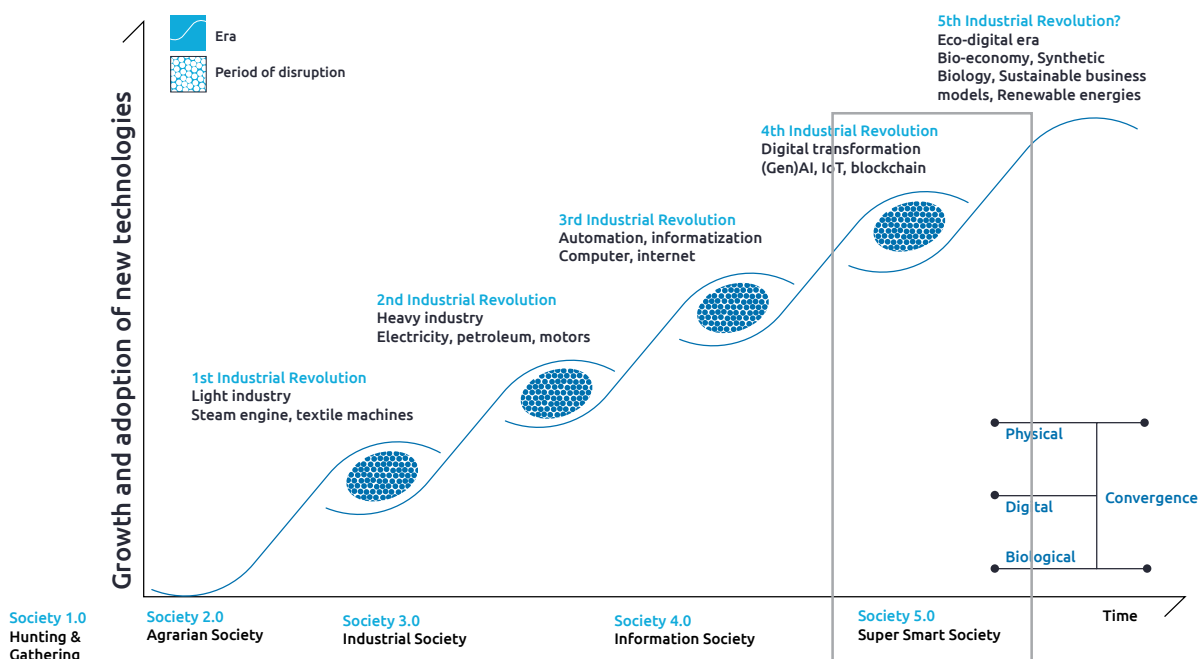 Growth and adoption of new technologies
Era
Period of disruption
1st Industrial Revolution
Light industry
Steam engine, textile machines
2nd Industrial Revolution
Heavy industry
Electricity, petroleum, motors
3rd Industrial Revolution
Automation, informatization
Computer, internet
4th Industrial Revolution
Digital transformation
(Gen)AI, IoT, blockchain
5th Industrial Revolution?
Eco-digital era
Bio-economy, Synthetic
Biology, Sustainable business
models, Renewable energies
Physical
Digital
Biological
Convergence
Society 1.0
Hunting &
Gathering
Society 2.0
Agrarian Society
Society 3.0
Industrial Society
Society 4.0
Information Society
Society 5.0
Super Smart Society
Time